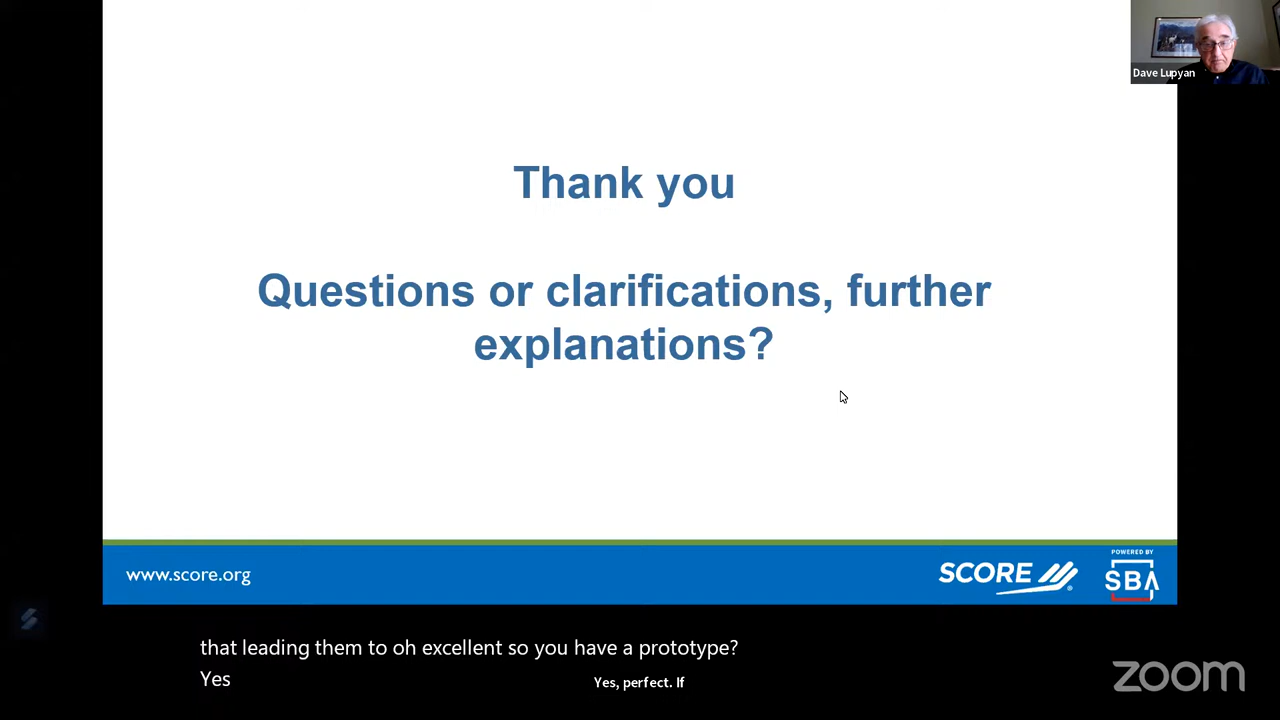 Dave Lupyan
Thank you
Questions or clarifications, further
explanations?
www.score.org
SCORE
POWERED BY
SBA
that leading them to oh excellent so you have a prototype?
Yes
Yes, perfect. If
zoom